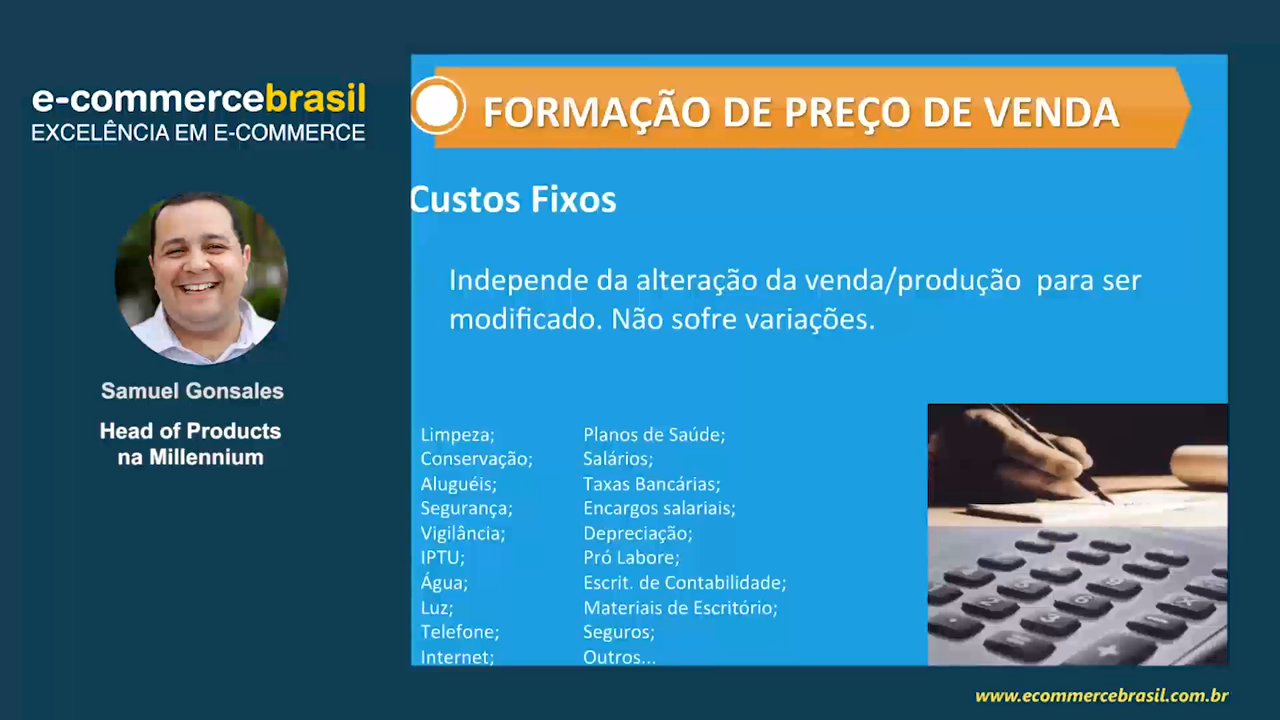 e-commercebrasil
EXCELÊNCIA EM E-COMMERCE
Samuel Gonsales
Head of Products
na Millennium
FORMAÇÃO DE PREÇO DE VENDA
Custos Fixos
Independe da alteração da venda/produção para ser
modificado. Não sofre variações.
Limpeza;
Conservação;
Aluguéis;
Segurança;
Vigilância;
IPTU;
Água;
Luz;
Telefone;
Internet;
Planos de Saúde;
Salários;
Taxas Bancárias;
Encargos salariais;
Depreciação;
Pró Labore;
Escrit. de Contabilidade;
Materiais de Escritório;
Seguros;
Outros...
www.ecommercebrasil.com.br